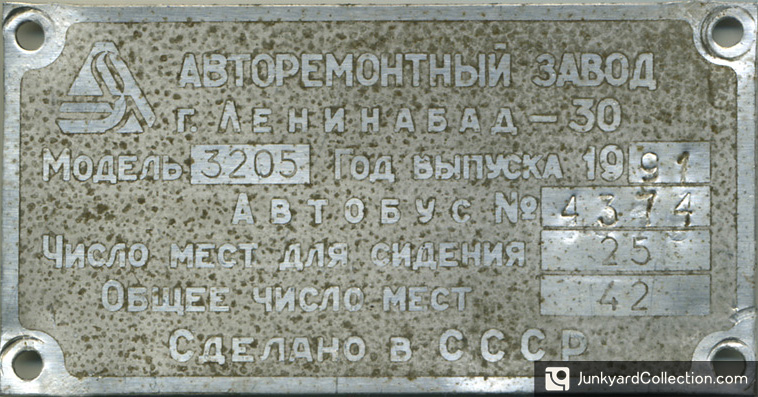 АВТОРЕМОНТНЫЙ ЗАВОД
г. ЛЕНИНАБАД – 30
МОДЕЛЬ 3205 ГОД ВЫПУСКА 1991
АВТОБУС № 4374
ЧИСЛО МЕСТ ДЛЯ СИДЕНИЯ 25
ОБЩЕЕ ЧИСЛО МЕСТ 42
СДЕЛАНО В СССР
JunkyardCollection.com